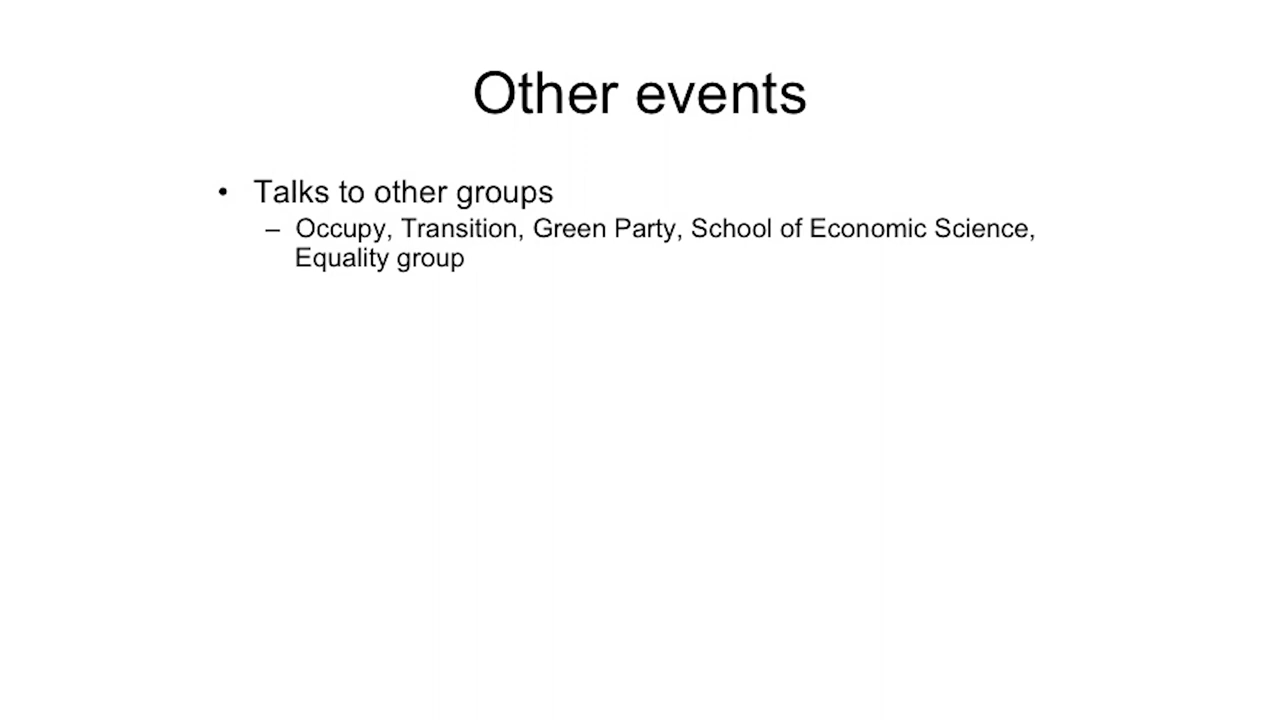 Other events
• Talks to other groups
– Occupy, Transition, Green Party, School of Economic Science,
Equality group